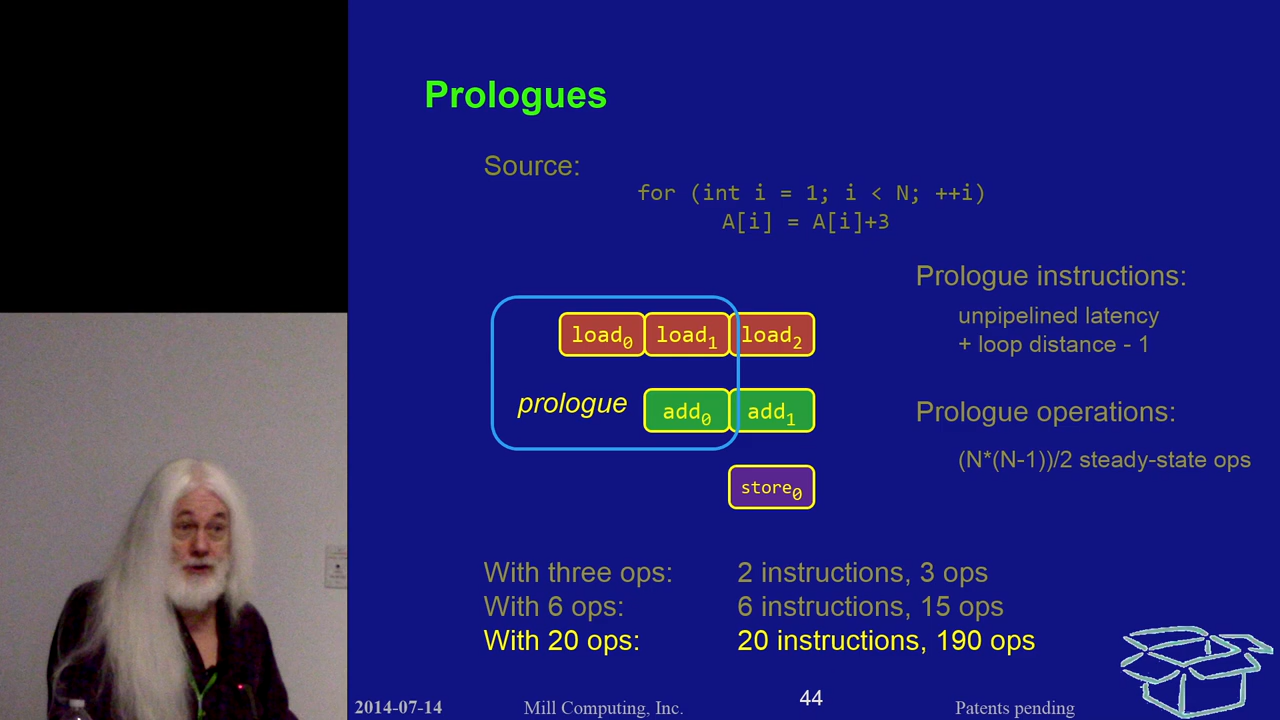 Prologues
Source:
for (int i = 1; i < N; ++i)
A[i] = A[i]+3
Prologue instructions:
unpipelined latency
+ loop distance - 1
load0 load1 load2
prologue add0 add1
Prologue operations:
(N*(N-1))/2 steady-state ops
store0
With three ops: 2 instructions, 3 ops
With 6 ops: 6 instructions, 15 ops
With 20 ops: 20 instructions, 190 ops
2014-07-14 Mill Computing, Inc. 44 Patents pending